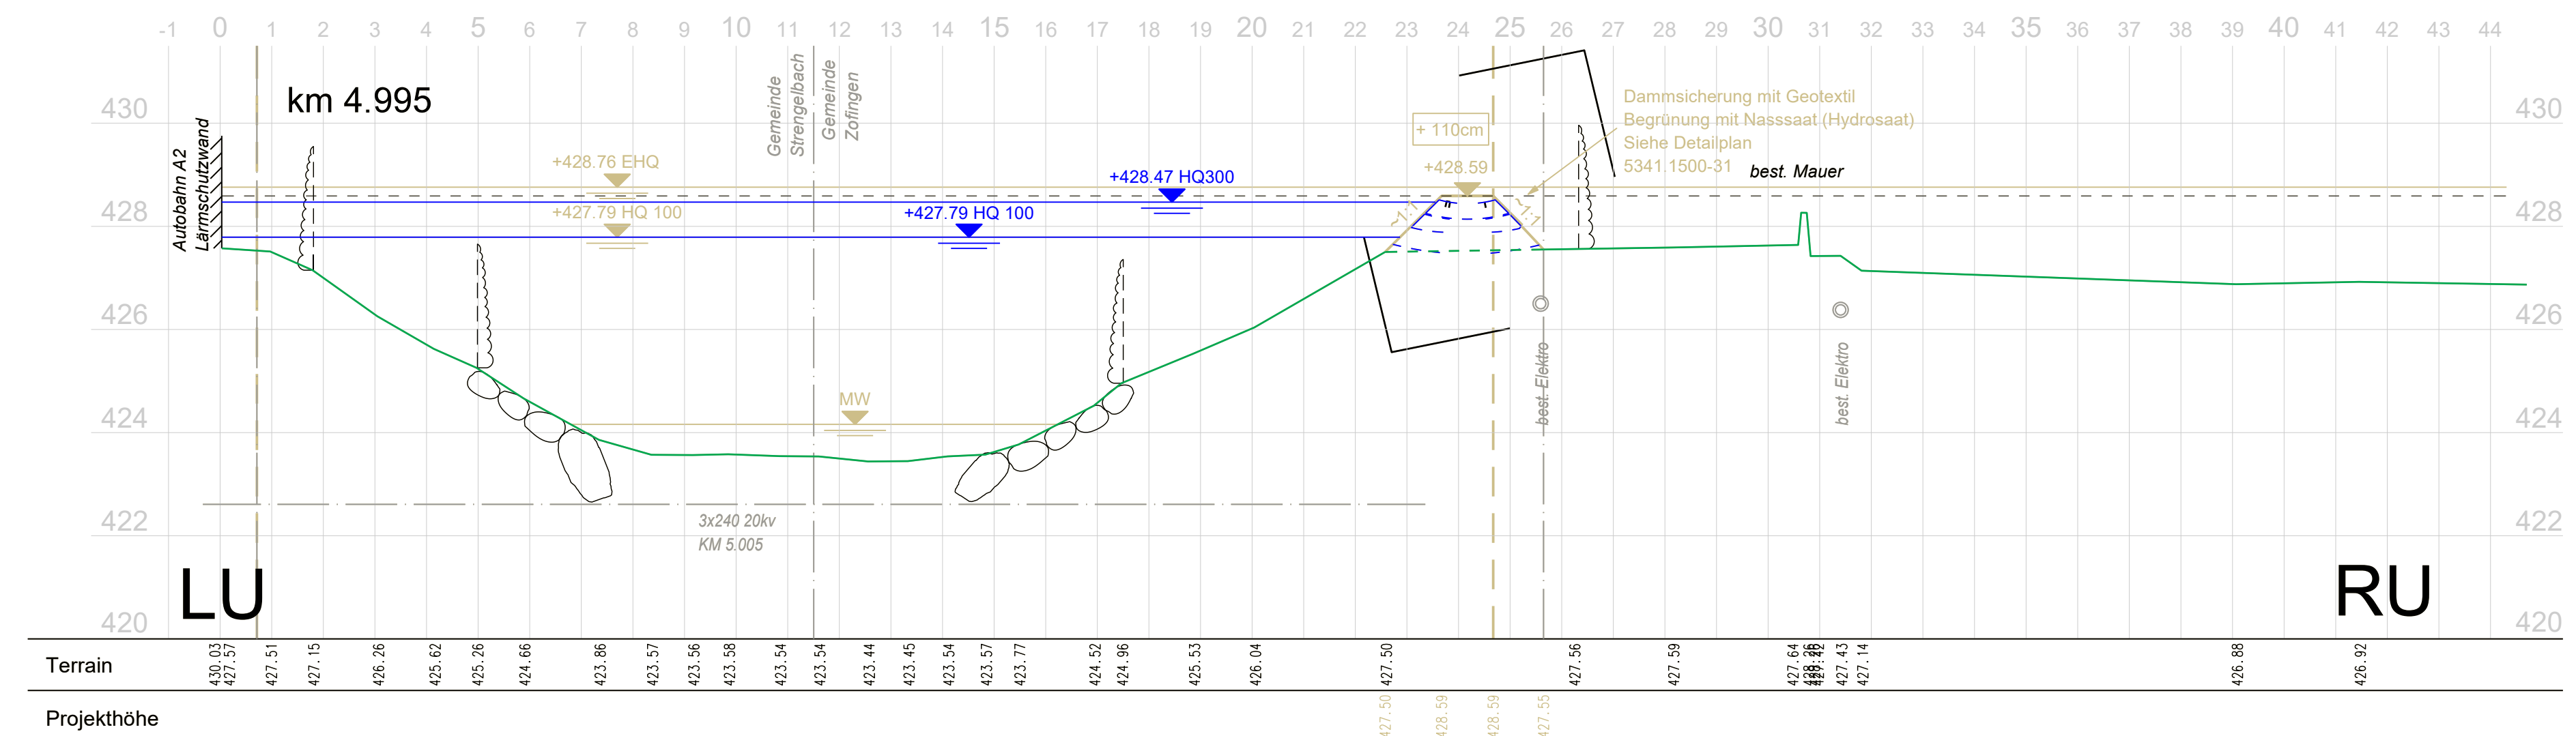 -1 0 1 2 3 4 5 6 7 8 9 10 11 12 13 14 15 16 17 18 19 20 21 22 23 24 25 26 27 28 29 30 31 32 33 34 35 36 37 38 39 40 41 42 43 44
430
428
426
424
422
420
km 4.995
Autobahn A2
Lärmschutzwand
Gemeinde
Strengelbach
Gemeinde
Zofingen
+428.76 EHQ
+427.79 HQ 100
+427.79 HQ 100
+428.47 HQ300
+ 110cm
+428.59
~1:1
~1:1
Dammsicherung mit Geotextil
Begrünung mit Nasssaat (Hydrosaat)
Siehe Detailplan
5341.1500-31
best. Mauer
430
428
426
424
422
420
MW
best. Elektro
best. Elektro
3x240 20kv
KM 5.005
LU
RU
Terrain
430.03 427.57 427.51 427.15 426.26 425.62 425.26 424.66 423.86 423.57 423.56 423.58 423.54 423.54 423.44 423.45 423.54 423.57 423.77 424.52 424.96 425.53 426.04 427.50 427.56 427.59 427.64 427.43 427.14 426.88 426.92
Projekthöhe
427.50 428.59 428.59 427.55